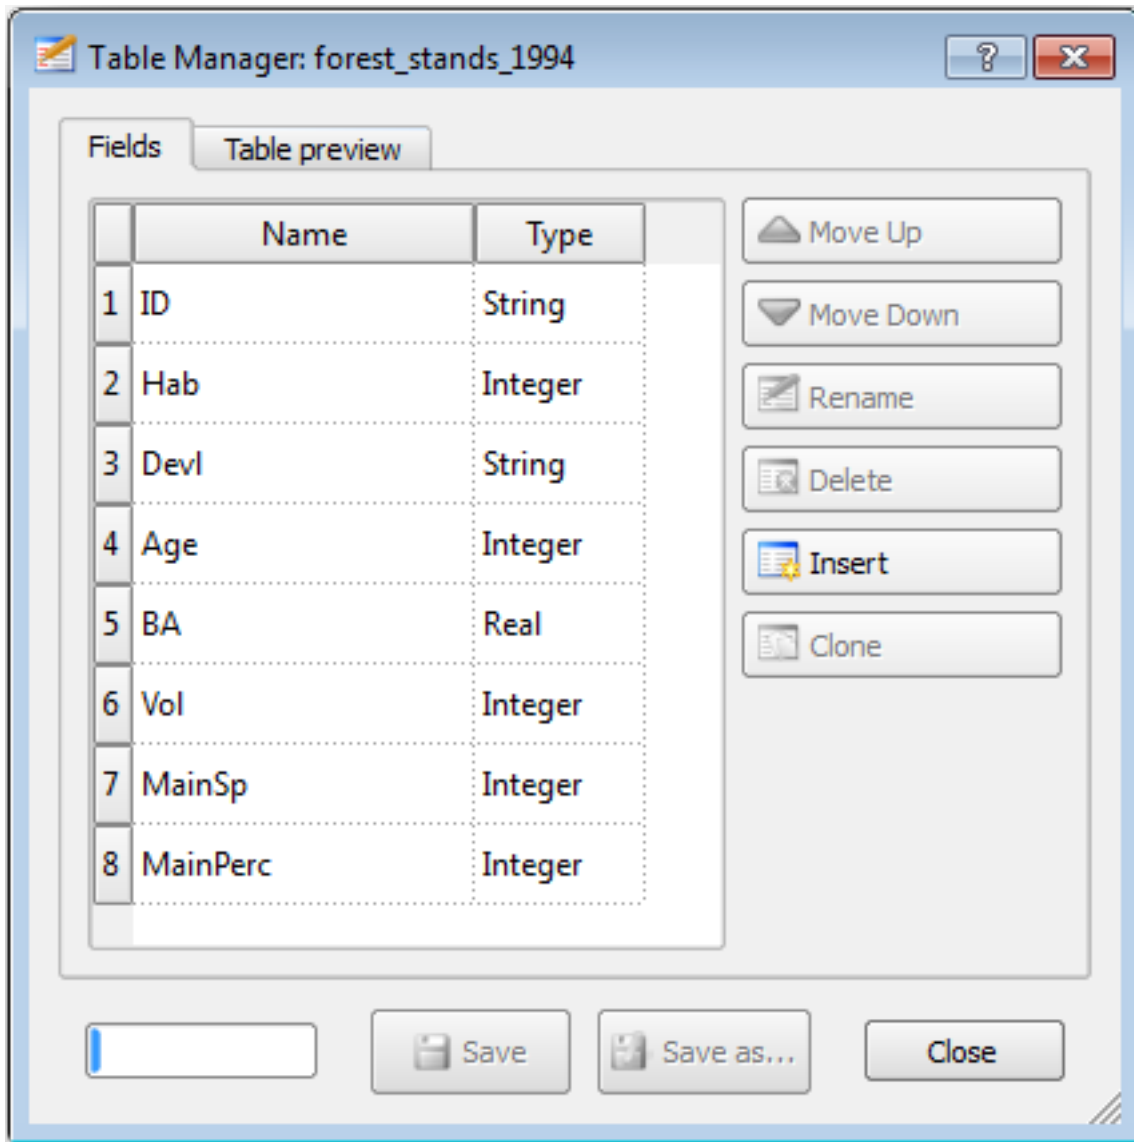 Table Manager: forest_stands_1994
?
Fields Table preview
Name Type
1 ID String
2 Hab Integer
3 Devl String
4 Age Integer
5 BA Real
6 Vol Integer
7 MainSp Integer
8 MainPerc Integer
Move Up
Move Down
Rename
Delete
Insert
Clone
Save Save as... Close